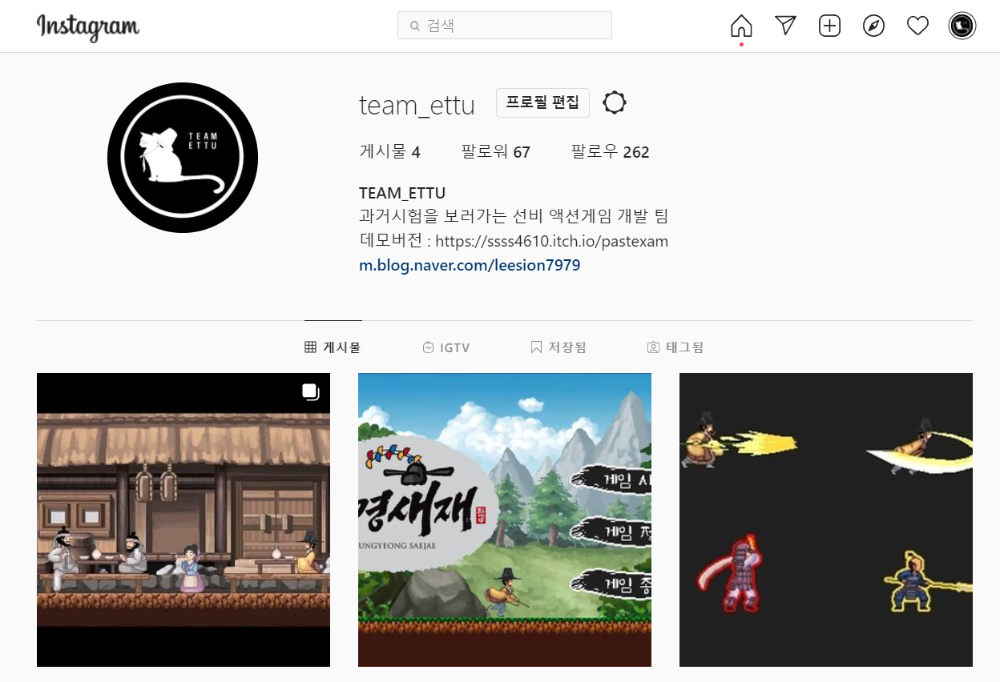 Instagram
검색
TEAM
ETTU
team_ettu
프로필 편집
게시물 4
팔로워 67
팔로우 262
TEAM_ETTU
과거시험을 보러가는 선비 액션게임 개발 팀
데모버전 : https://ssss4610.itch.io/pastexam
m.blog.naver.com/leesion7979
게시물
IGTV
저장됨
태그됨
경새재
UNGYEONG SAEJAE
게임 시
게임
게임 종